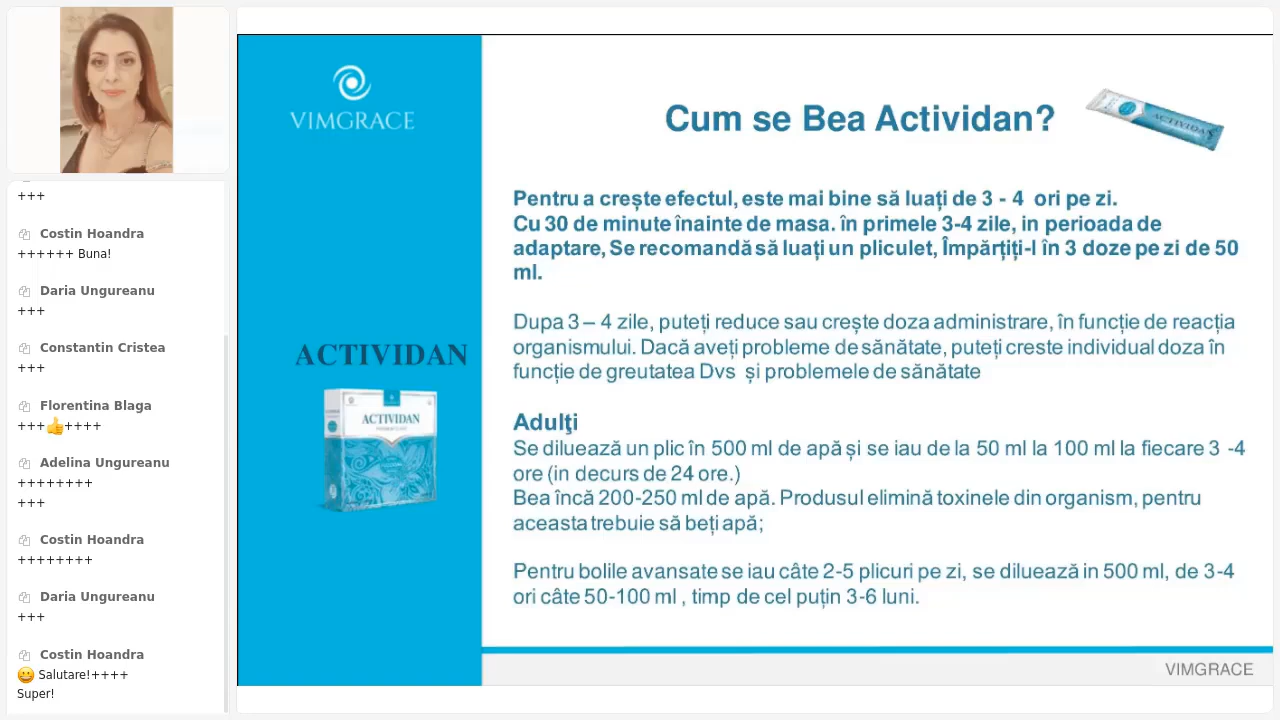 +++
Costin Hoandra
++++++ Buna!
Daria Ungureanu
+++
Constantin Cristea
+++
Florentina Blaga
+++👍++++
Adelina Ungureanu
++++++++
+++
Costin Hoandra
++++++++
Daria Ungureanu
+++
Costin Hoandra
😀 Salutare!++++
Super!
VIMGRACE
ACTIVIDAN
ACTIVIDAN
Cum se Bea Actividan?
ACTIVIDAN
Pentru a crește efectul, este mai bine să luați de 3 - 4 ori pe zi.
Cu 30 de minute înainte de masa. în primele 3-4 zile, in perioada de
adaptare, Se recomandă să luați un pliculet, Împărțiți-l în 3 doze pe zi de 50
ml.
Dupa 3 – 4 zile, puteți reduce sau crește doza administrare, în funcție de reacția
organismului. Dacă aveți probleme de sănătate, puteți creste individual doza în
funcție de greutatea Dvs și problemele de sănătate
Adulţi
Se diluează un plic în 500 ml de apă și se iau de la 50 ml la 100 ml la fiecare 3 -4
ore (in decurs de 24 ore.)
Bea încă 200-250 ml de apă. Produsul elimină toxinele din organism, pentru
aceasta trebuie să beți apă;
Pentru bolile avansate se iau câte 2-5 plicuri pe zi, se diluează in 500 ml, de 3-4
ori câte 50-100 ml , timp de cel puțin 3-6 luni.
VIMGRACE